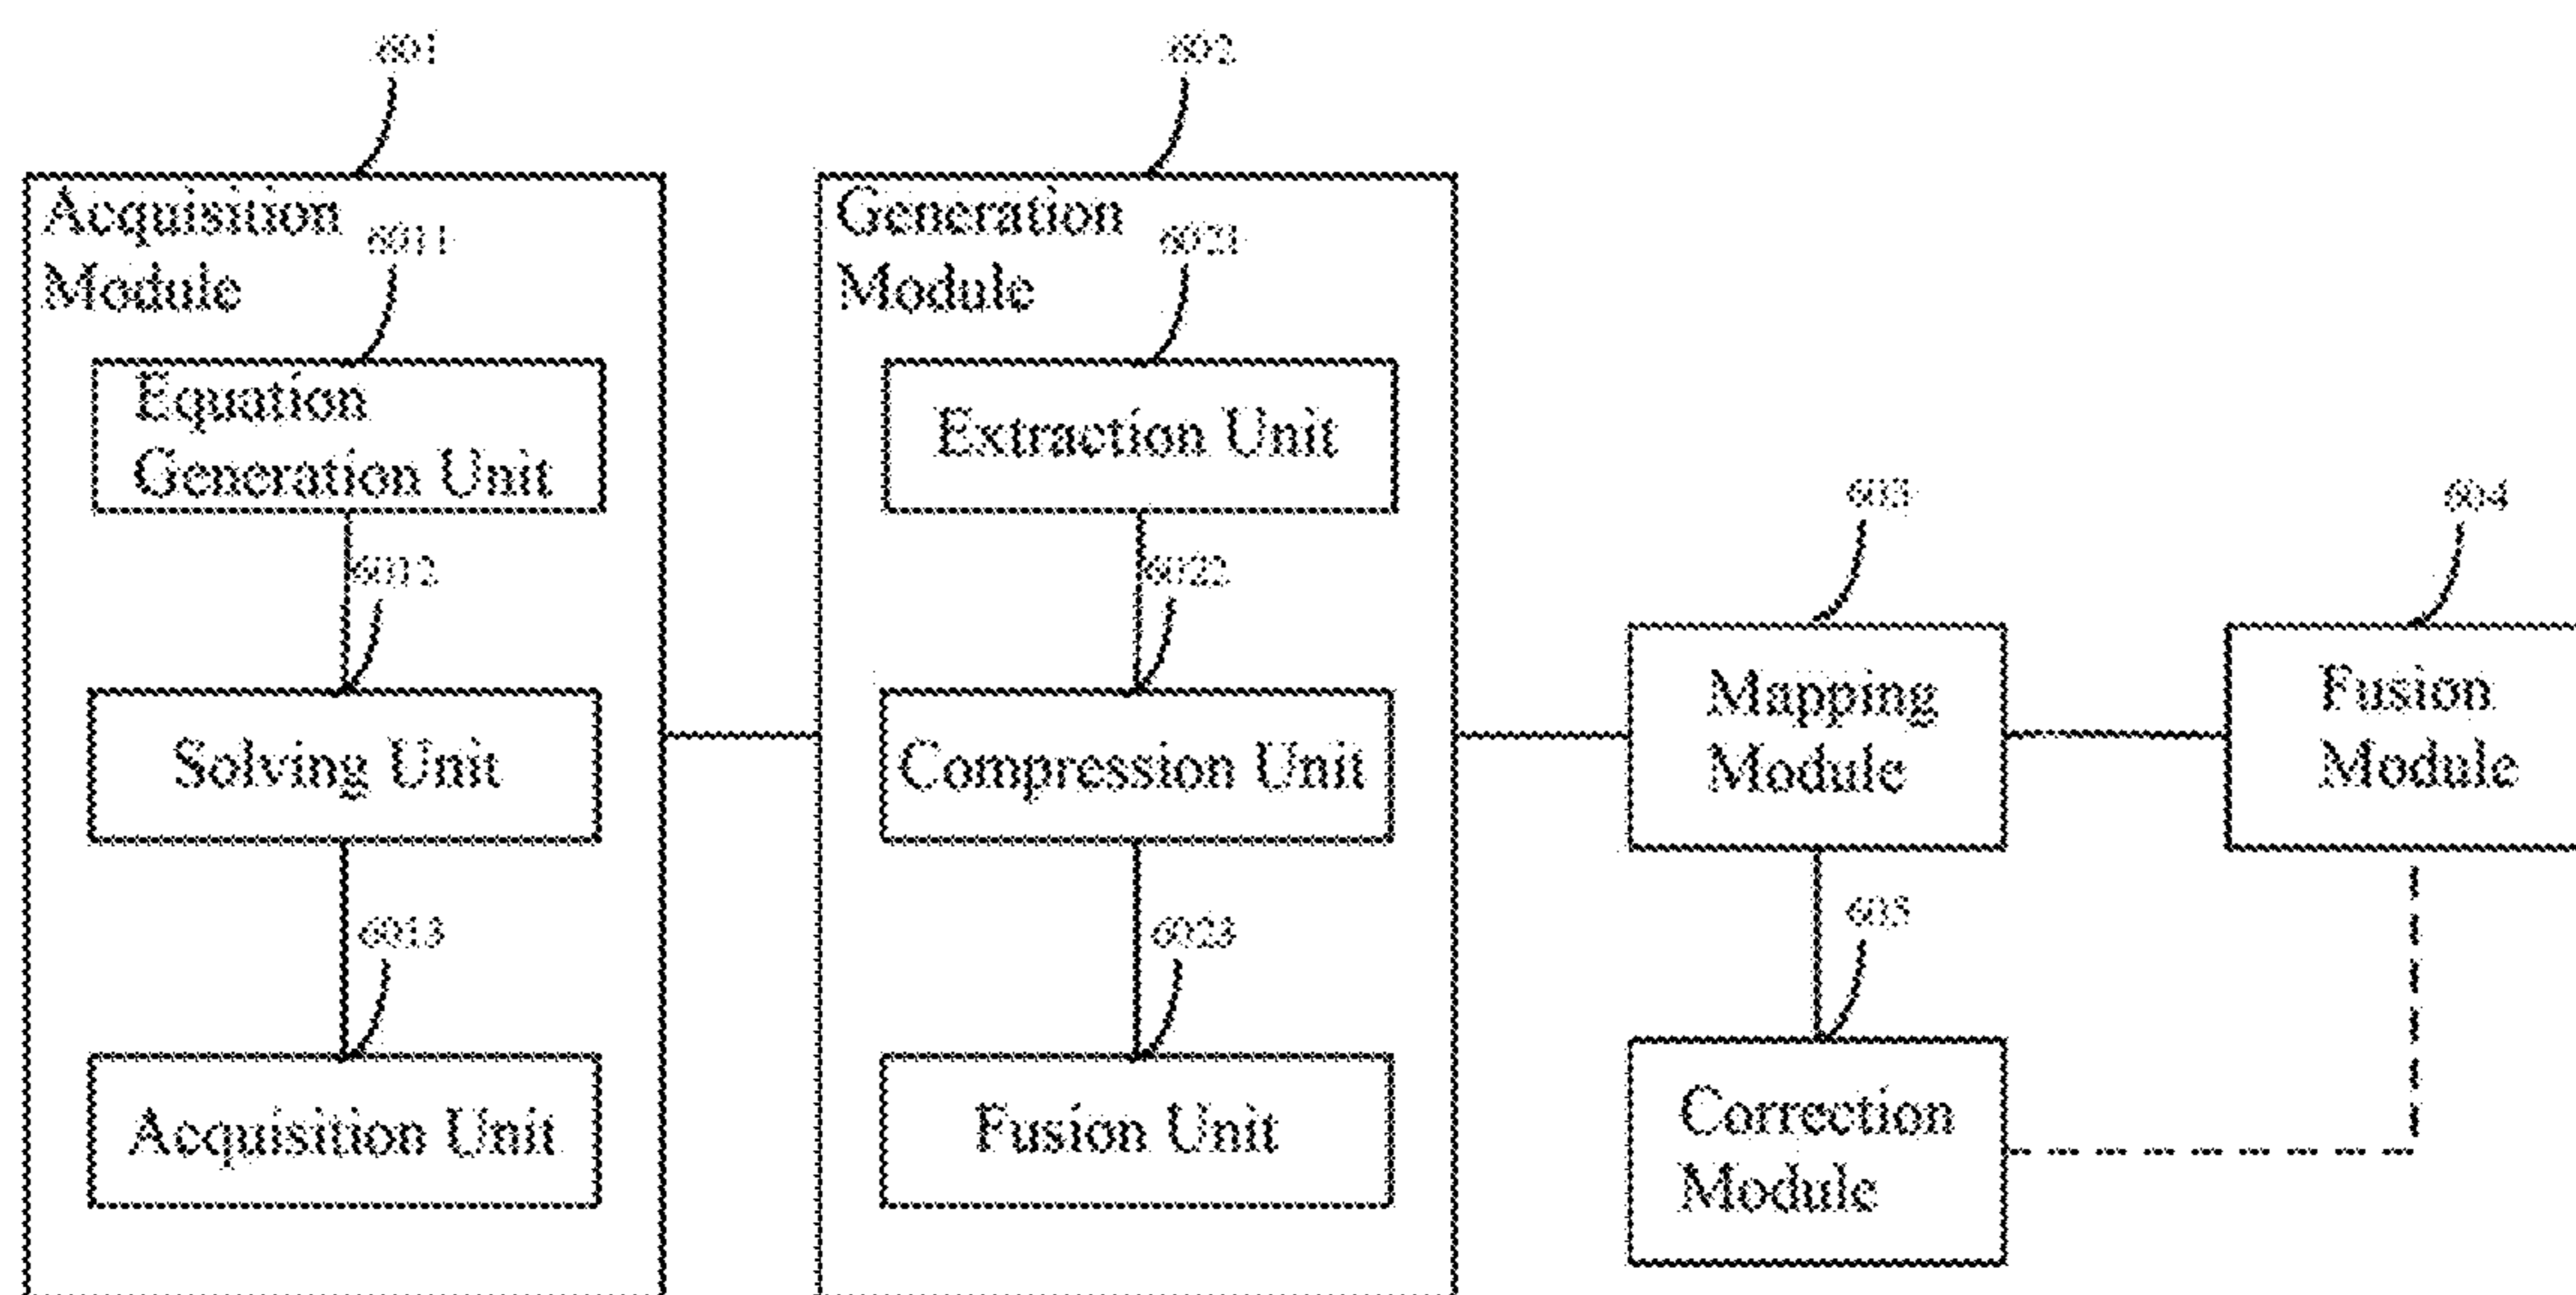 601
Acquisition
Module
6011
Equation
Generation Unit
6012
Solving Unit
6013
Acquisition Unit
602
Generation
Module
6021
Extraction Unit
6022
Compression Unit
6023
Fusion Unit
603
Mapping
Module
604
Fusion
Module
605
Correction
Module